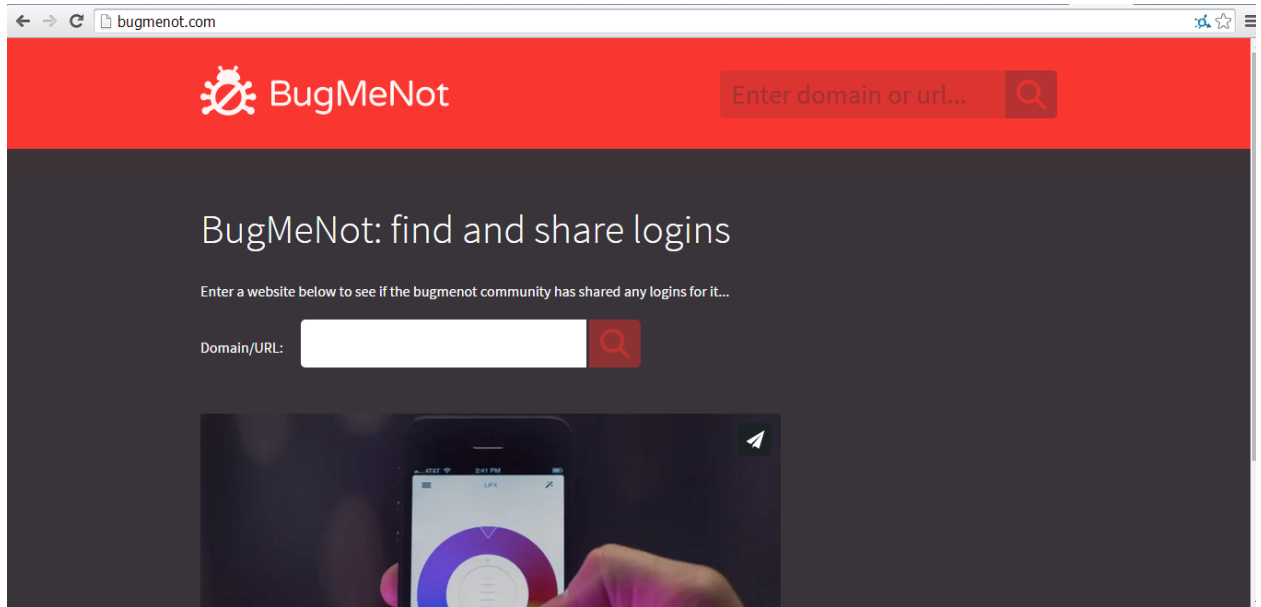 bugmenot.com
BugMeNot
Enter domain or url...
BugMeNot: find and share logins
Enter a website below to see if the bugmenot community has shared any logins for it...
Domain/URL:
AT&T 2:41 PM
LIFX